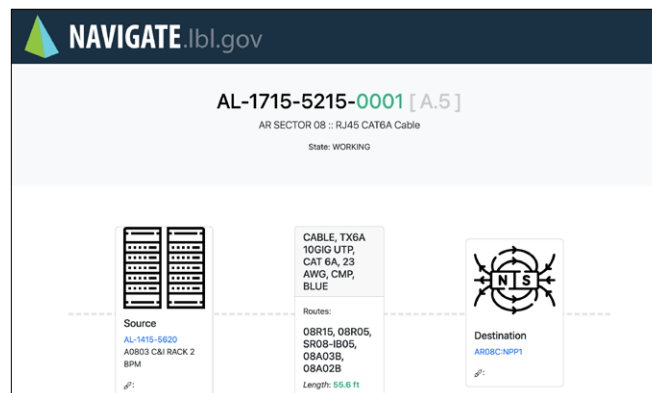 NAVIGATE.lbl.gov
AL-1715-5215-0001 [ A.5 ]
AR SECTOR 08 :: RJ45 CAT6A Cable
State: WORKING
Source
AL-1415-5620
A0803 C&I RACK 2
BPM
:
CABLE, TX6A
10GIG UTP,
CAT 6A, 23
AWG, CMP,
BLUE
Routes:
08R15, 08R05,
SR08-IB05,
08A03B,
08A02B
Length: 55.6 ft
N S
Destination
AR08C:NPP1
: